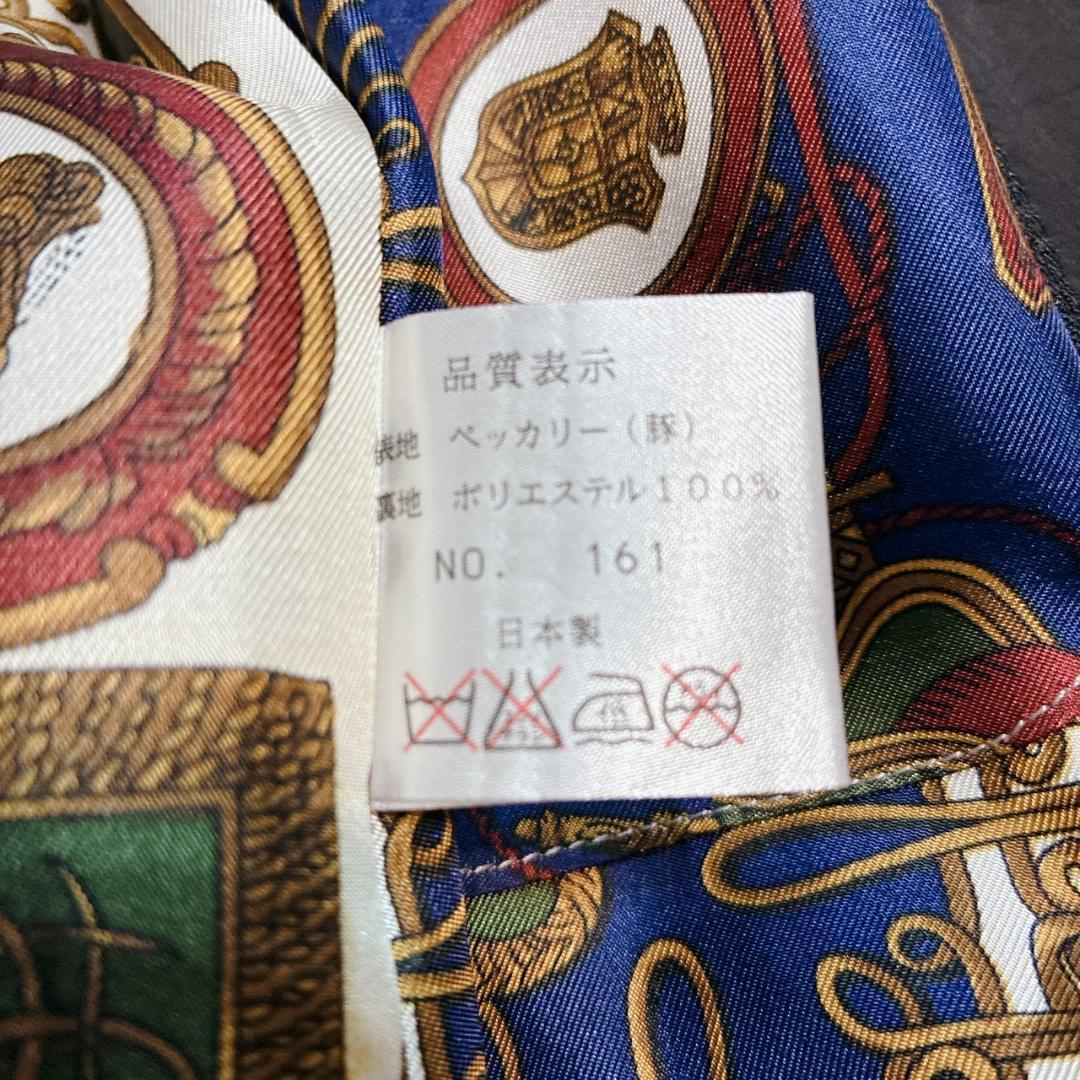 品質表示
表地 ペッカリー（豚）
裏地 ポリエステル１００％
NO. 161
日本製
低